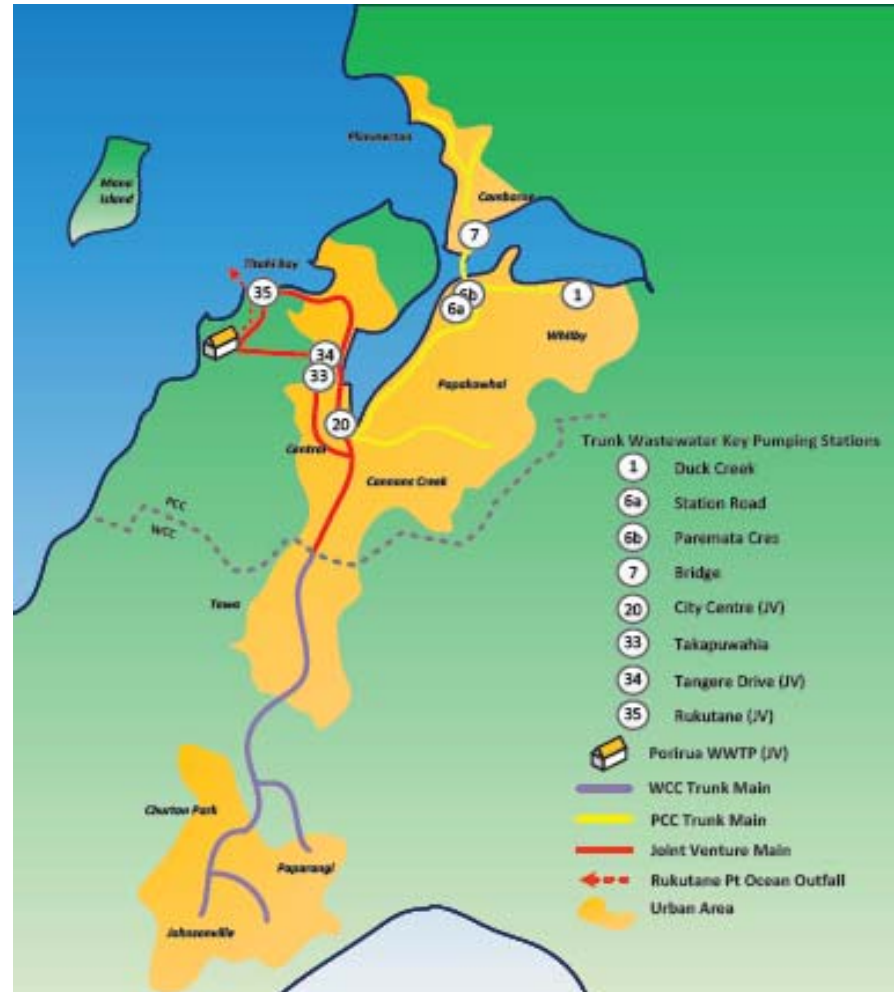 Plimmerton
Mana
Island
Camborne
7
Titahi Bay
35
6b
6a
1
Whitby
34
33
Papakowhai
20
Central
Cannons Creek
PCC
WCC
Tawa
Churton Park
Paparangi
Johnsonville
Trunk Wastewater Key Pumping Stations
1 Duck Creek
6a Station Road
6b Paremata Cres
7 Bridge
20 City Centre (JV)
33 Takapuwahia
34 Tangere Drive (JV)
35 Rukutane (JV)
Porirua WWTP (JV)
WCC Trunk Main
PCC Trunk Main
Joint Venture Main
Rukutane Pt Ocean Outfall
Urban Area